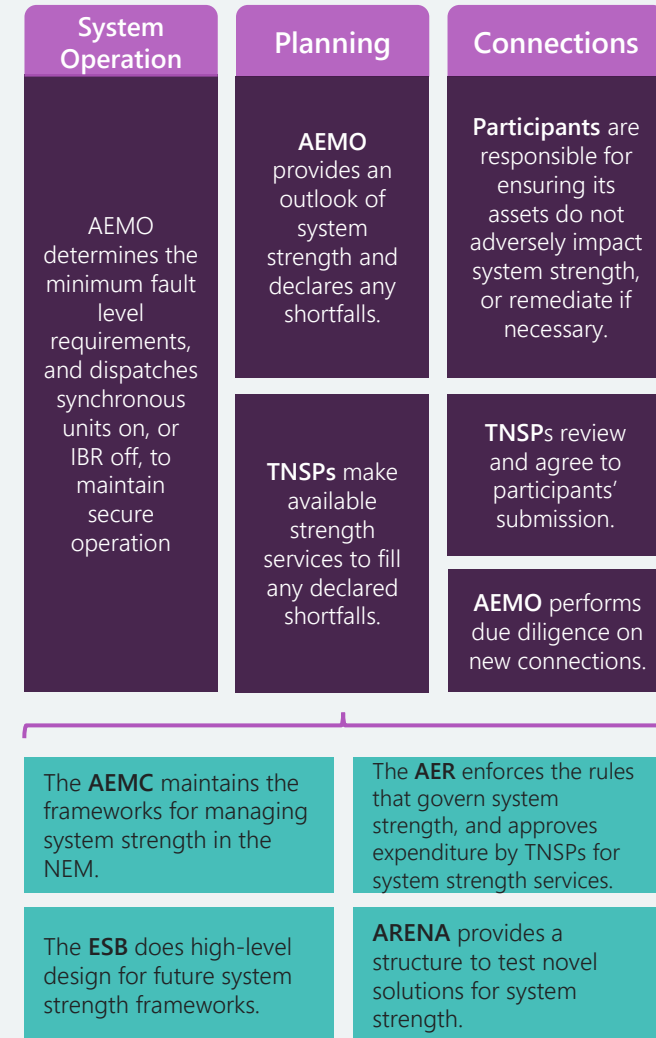 System
Operation
AEMO
determines the
minimum fault
level
requirements,
and dispatches
synchronous
units on, or
IBR off, to
maintain
secure
operation
Planning
AEMO
provides an
outlook of
system
strength and
declares any
shortfalls.
TNSPs make
available
strength
services to fill
any declared
shortfalls.
Connections
Participants are
responsible for
ensuring its
assets do not
adversely impact
system strength,
or remediate if
necessary.
TNSPs review
and agree to
participants’
submission.
AEMO performs
due diligence on
new connections.
The AEMC maintains the
frameworks for managing
system strength in the
NEM.
The AER enforces the rules
that govern system
strength, and approves
expenditure by TNSPs for
system strength services.
The ESB does high-level
design for future system
strength frameworks.
ARENA provides a
structure to test novel
solutions for system
strength.